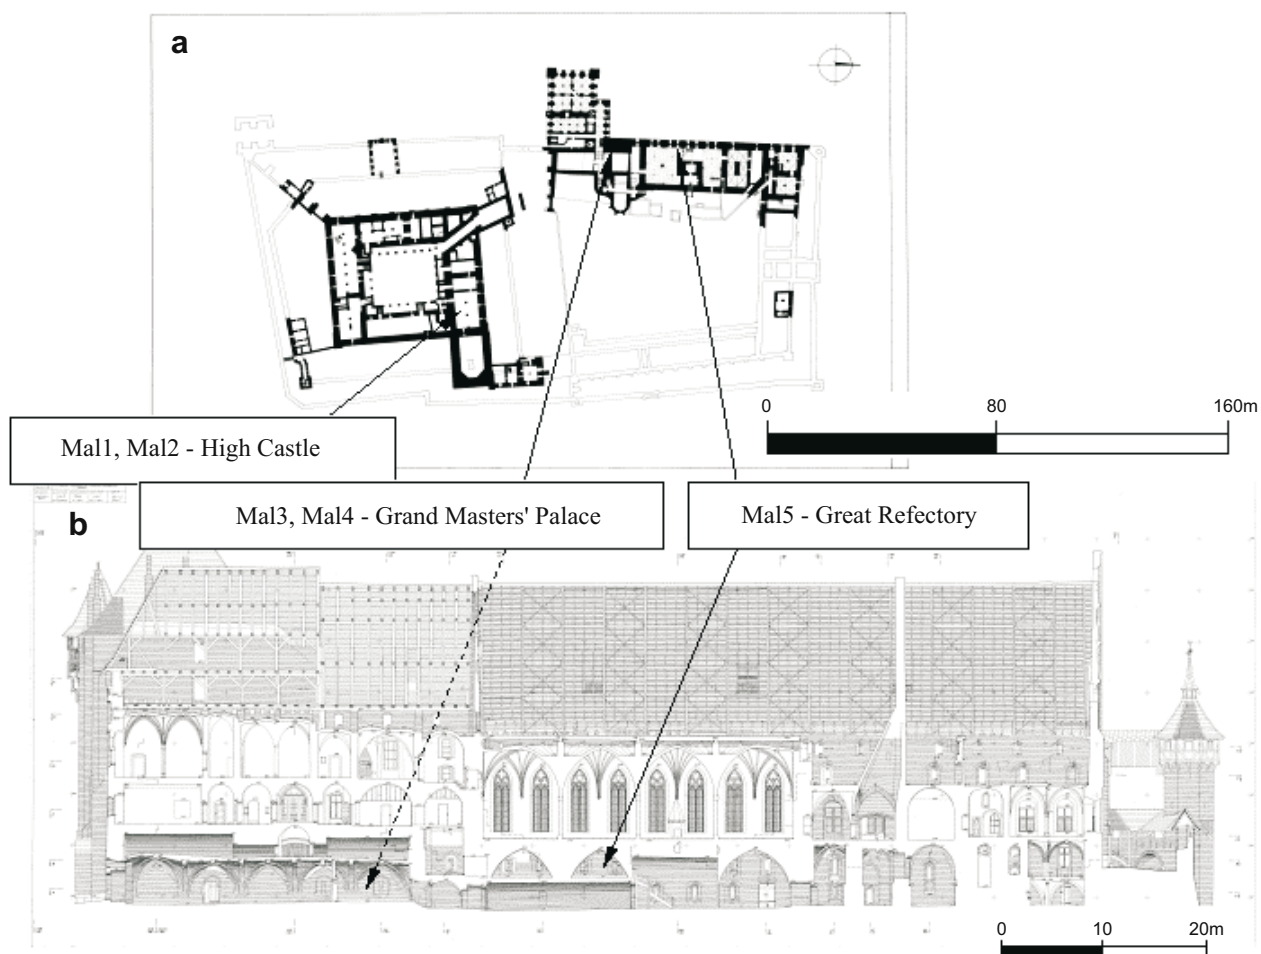 a
0 80 160m
Mal1, Mal2 - High Castle
Mal3, Mal4 - Grand Masters' Palace
Mal5 - Great Refectory
b
0 10 20m